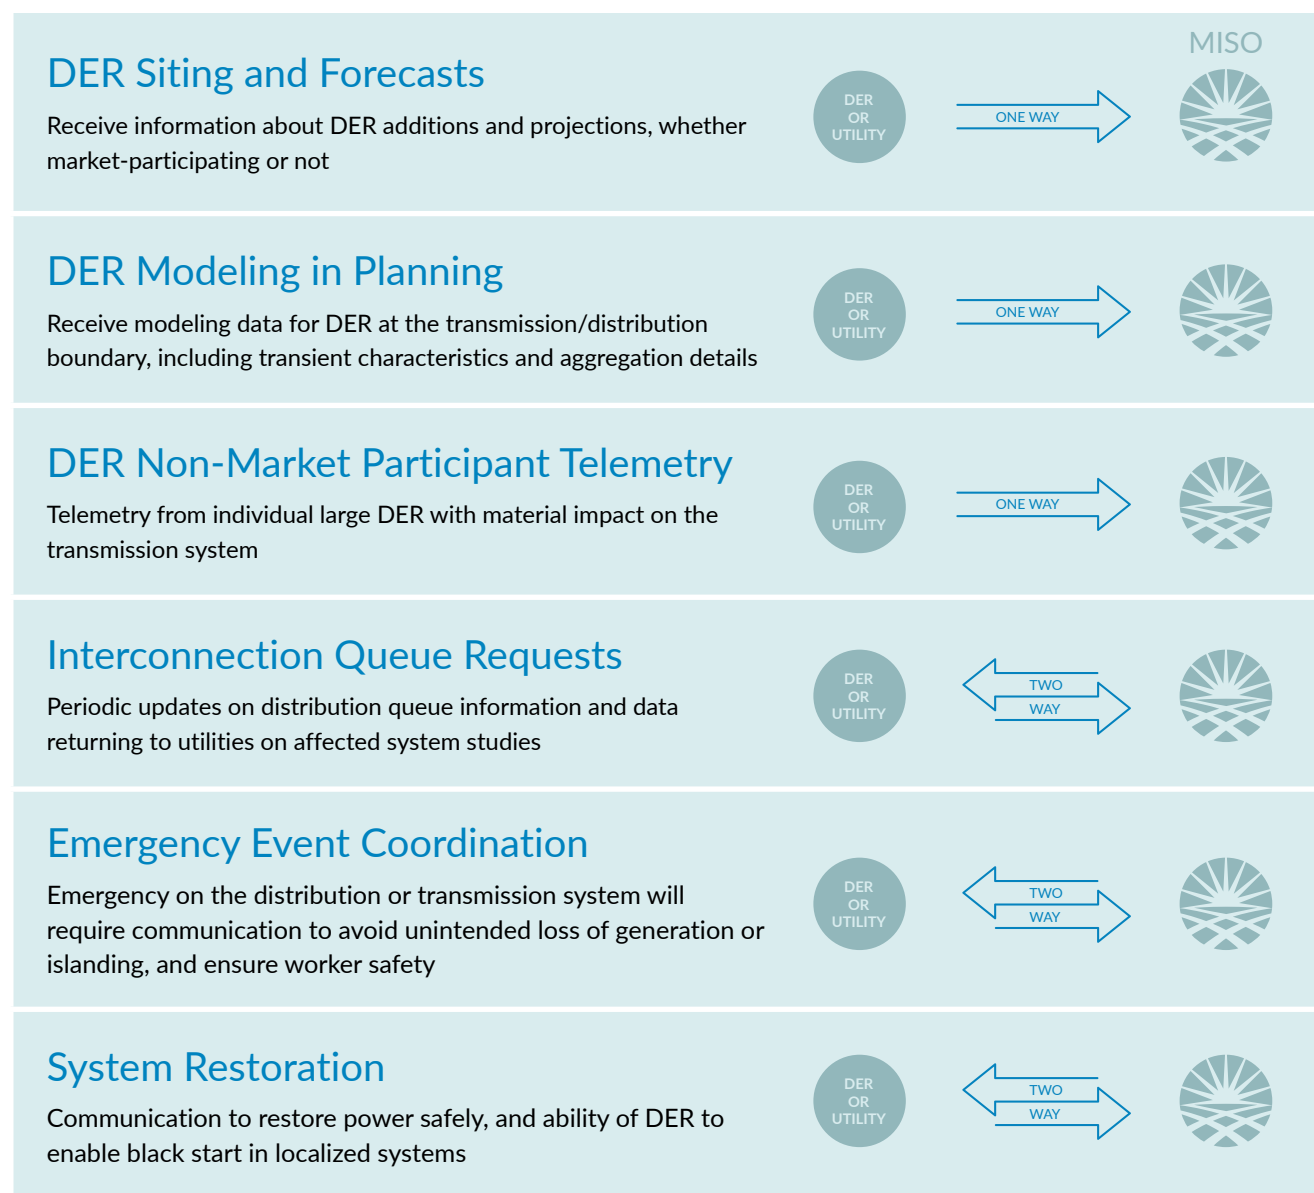 MISO
DER Siting and Forecasts
Receive information about DER additions and projections, whether
market-participating or not
DER
OR
UTILITY
ONE WAY
DER Modeling in Planning
Receive modeling data for DER at the transmission/distribution
boundary, including transient characteristics and aggregation details
DER
OR
UTILITY
ONE WAY
DER Non-Market Participant Telemetry
Telemetry from individual large DER with material impact on the
transmission system
DER
OR
UTILITY
ONE WAY
Interconnection Queue Requests
Periodic updates on distribution queue information and data
returning to utilities on affected system studies
DER
OR
UTILITY
TWO
WAY
Emergency Event Coordination
Emergency on the distribution or transmission system will
require communication to avoid unintended loss of generation or
islanding, and ensure worker safety
DER
OR
UTILITY
TWO
WAY
System Restoration
Communication to restore power safely, and ability of DER to
enable black start in localized systems
DER
OR
UTILITY
TWO
WAY